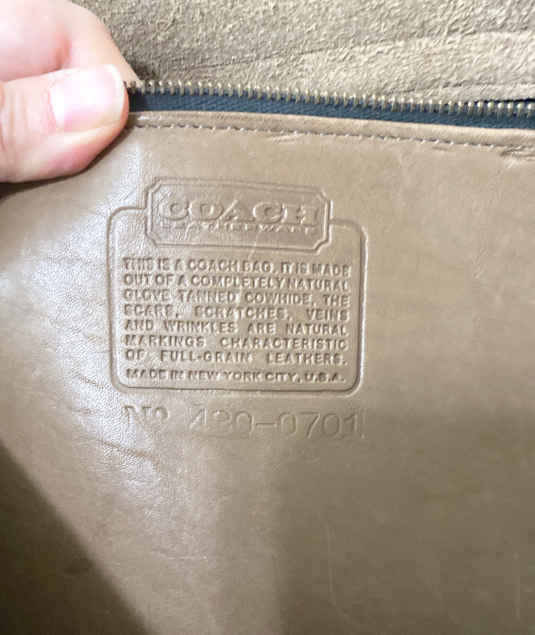 COACH
LEATHERWARE
THIS IS A COACH BAG. IT IS MADE
OUT OF A COMPLETELY NATURAL
GLOVE TANNED COWHIDE, THE
SCARS, SCRATCHES, VEINS
AND WRINKLES ARE NATURAL
MARKINGS CHARACTERISTIC
OF FULL-GRAIN LEATHERS.
MADE IN NEW YORK CITY, U.S.A.
Nº 430-0701